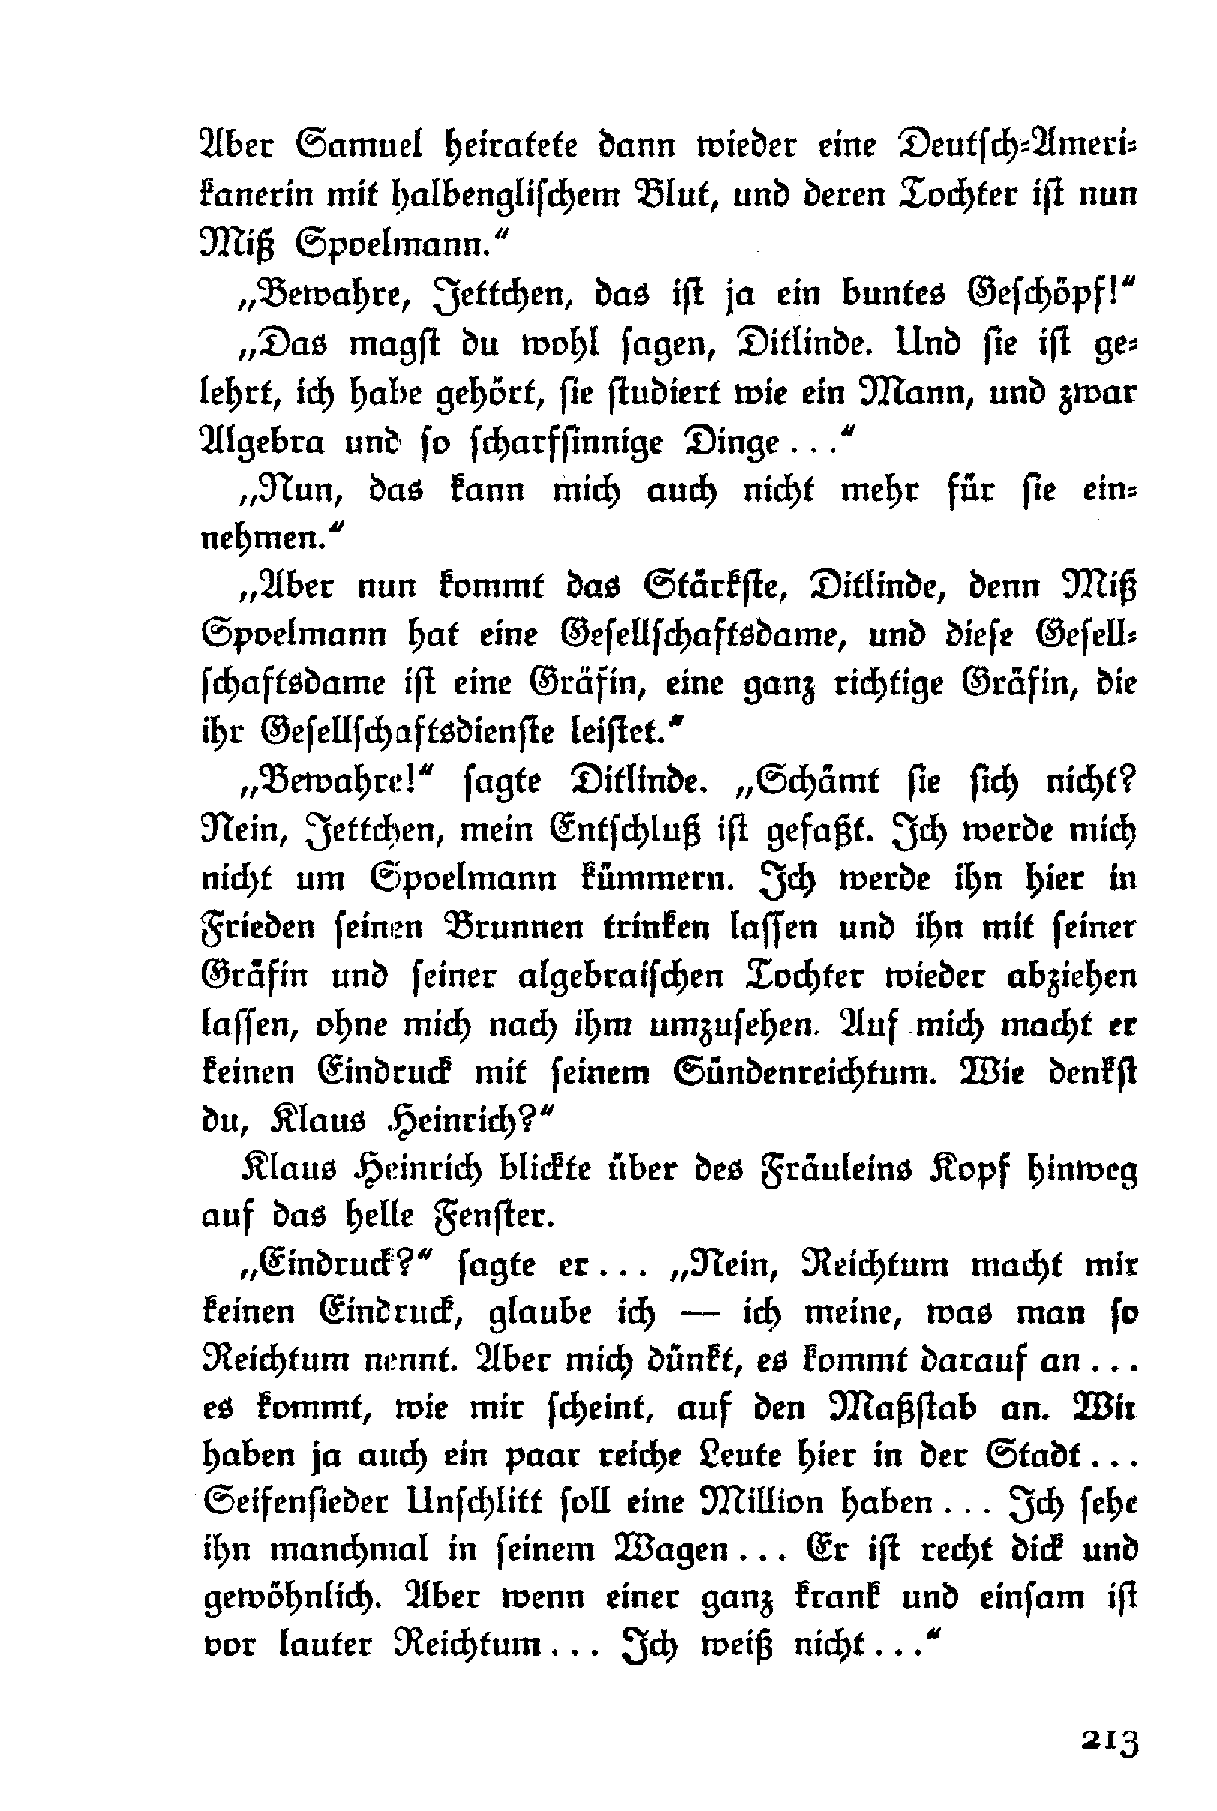 Aber Samuel heiratete dann wieder eine Deutsch-Ameri-
kanerin mit halbenglischem Blut, und deren Tochter ist nun
Miß Spoelmann.“
„Bewahre, Jettchen, das ist ja ein buntes Geschöpf!“
„Das magst du wohl sagen, Ditlinde. Und sie ist ge-
lehrt, ich habe gehört, sie studiert wie ein Mann, und zwar
Algebra und so scharfsinnige Dinge ...“
„Nun, das kann mich auch nicht mehr für sie ein-
nehmen.“
„Aber nun kommt das Stärkste, Ditlinde, denn Miß
Spoelmann hat eine Gesellschaftsdame, und diese Gesell-
schaftsdame ist eine Gräfin, eine ganz richtige Gräfin, die
ihr Gesellschaftsdienste leistet.“
„Bewahre!“ sagte Ditlinde. „Schämt sie sich nicht?
Nein, Jettchen, mein Entschluß ist gefaßt. Ich werde mich
nicht um Spoelmann kümmern. Ich werde ihn hier in
Frieden seinen Brunnen trinken lassen und ihn mit seiner
Gräfin und seiner algebraischen Tochter wieder abziehen
lassen, ohne mich nach ihm umzusehen. Auf mich macht er
keinen Eindruck mit seinem Sündenreichtum. Wie denkst
du, Klaus Heinrich?“
Klaus Heinrich blickte über des Fräuleins Kopf hinweg
auf das helle Fenster.
„Eindruck?“ sagte er ... „Nein, Reichtum macht mir
keinen Eindruck, glaube ich — ich meine, was man so
Reichtum nennt. Aber mich dünkt, es kommt darauf an ...
es kommt, wie mir scheint, auf den Maßstab an. Wir
haben ja auch ein paar reiche Leute hier in der Stadt ...
Seifensieder Unschlitt soll eine Million haben ... Ich sehe
ihn manchmal in seinem Wagen ... Er ist recht dick und
gewöhnlich. Aber wenn einer ganz krank und einsam ist
vor lauter Reichtum ... Ich weiß nicht ...“
213